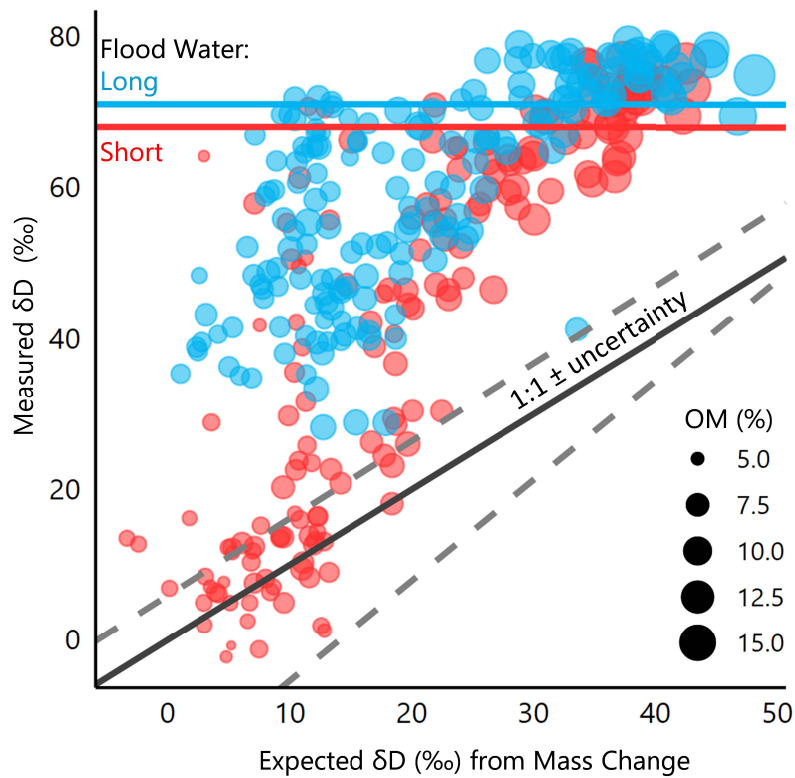 Flood Water:
Long
Short
80
60
40
20
0
Measured δD (‰)
1:1 ± uncertainty
OM (%)
5.0
7.5
10.0
12.5
15.0
0 10 20 30 40 50
Expected δD (‰) from Mass Change